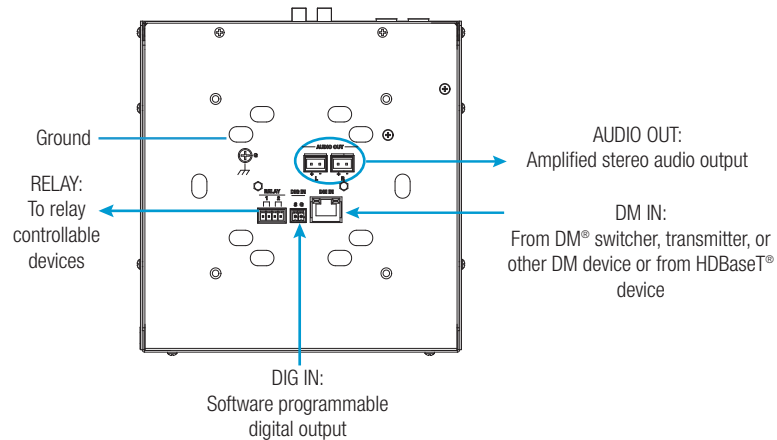 Ground
RELAY:
To relay
controllable
devices
AUDIO OUT
+ L
+ R
G
RELAY
1 2
DIG IN
S G
DM IN
AUDIO OUT:
Amplified stereo audio output
DM IN:
From DM® switcher, transmitter, or
other DM device or from HDBaseT®
device
DIG IN:
Software programmable
digital output